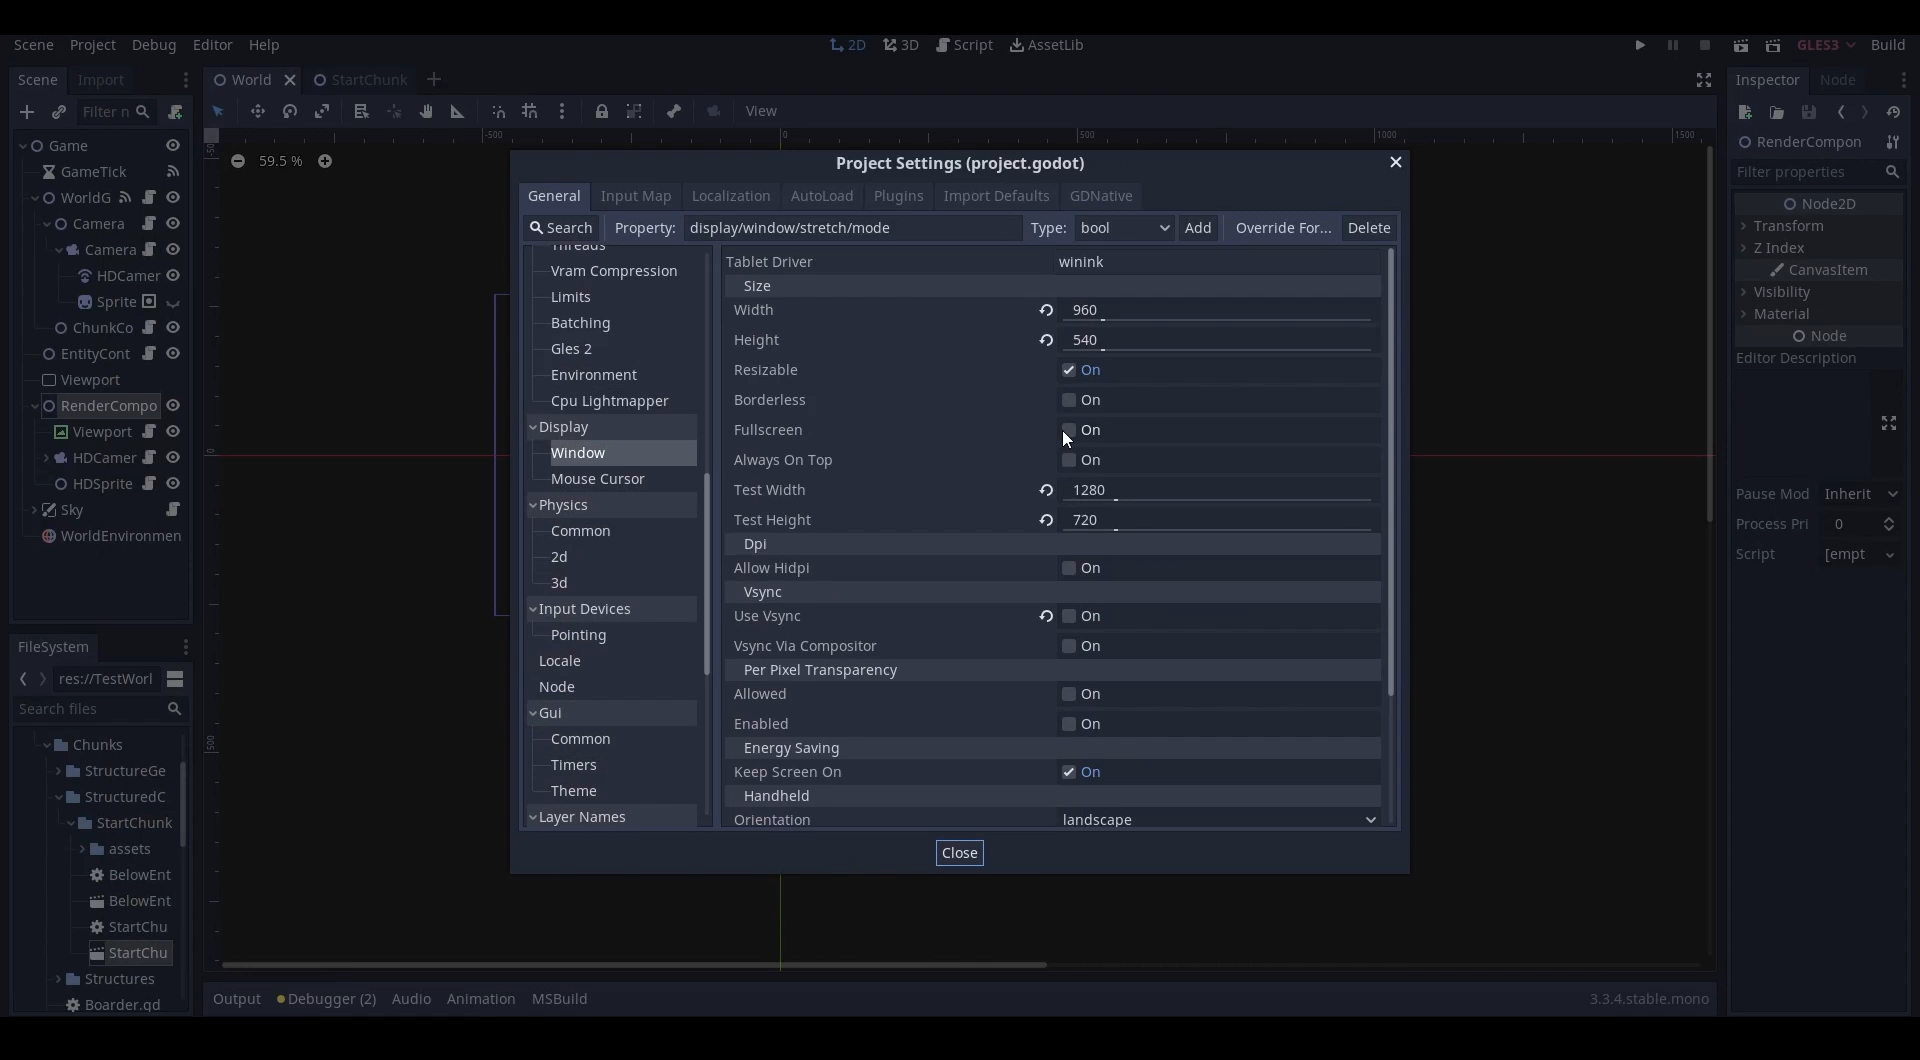 Scene Project Debug Editor Help
2D 3D Script AssetLib
GLES3 Build
Scene Import
World StartChunk
Inspector Node
Filter n
View
-500 0 500 1000 1500
59.5 %
Game
GameTick
WorldG
Camera
Camera
HDCamer
Sprite
ChunkCo
EntityCont
Viewport
RenderCompo
Viewport
HDCamer
HDSprite
Sky
WorldEnvironmen
FileSystem
res://TestWorl
Search files
Chunks
StructureGe
StructuredC
StartChunk
assets
BelowEnt
BelowEnt
StartChu
StartChu
Structures
Boarder.gd
0
500
Project Settings (project.godot)
General Input Map Localization AutoLoad Plugins Import Defaults GDNative
Search Property: display/window/stretch/mode Type: bool Add Override For... Delete
Threads
Vram Compression
Limits
Batching
Gles 2
Environment
Cpu Lightmapper
Display
Window
Mouse Cursor
Physics
Common
2d
3d
Input Devices
Pointing
Locale
Node
Gui
Common
Timers
Theme
Layer Names
Tablet Driver winink
Size
Width 960
Height 540
Resizable On
Borderless On
Fullscreen On
Always On Top On
Test Width 1280
Test Height 720
Dpi
Allow Hidpi On
Vsync
Use Vsync On
Vsync Via Compositor On
Per Pixel Transparency
Allowed On
Enabled On
Energy Saving
Keep Screen On On
Handheld
Orientation landscape
Close
RenderCompon
Filter properties
Node2D
Transform
Z Index
CanvasItem
Visibility
Material
Node
Editor Description
Pause Mod Inherit
Process Pri 0
Script [empt
Output Debugger (2) Audio Animation MSBuild
3.3.4.stable.mono